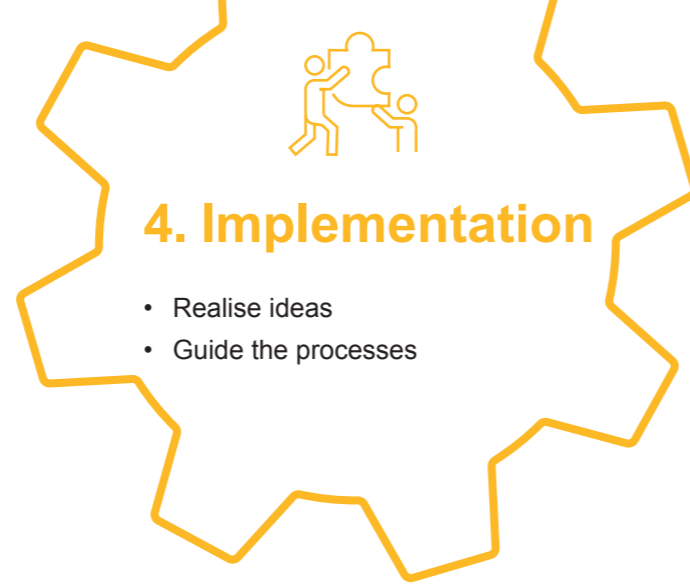 4. Implementation
• Realise ideas
• Guide the processes